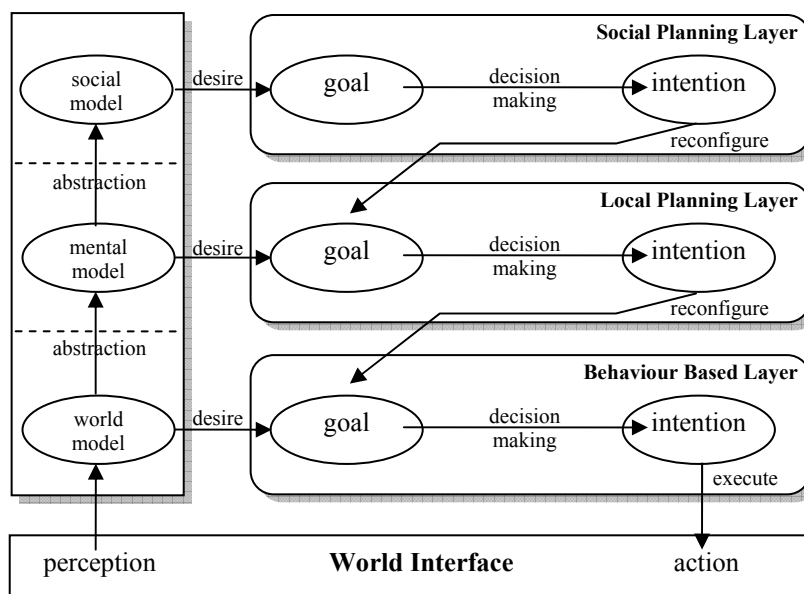 Social Planning Layer
social
model
desire
goal
decision
making
intention
reconfigure
abstraction
Local Planning Layer
mental
model
desire
goal
decision
making
intention
reconfigure
abstraction
Behaviour Based Layer
world
model
desire
goal
decision
making
intention
execute
perception
World Interface
action